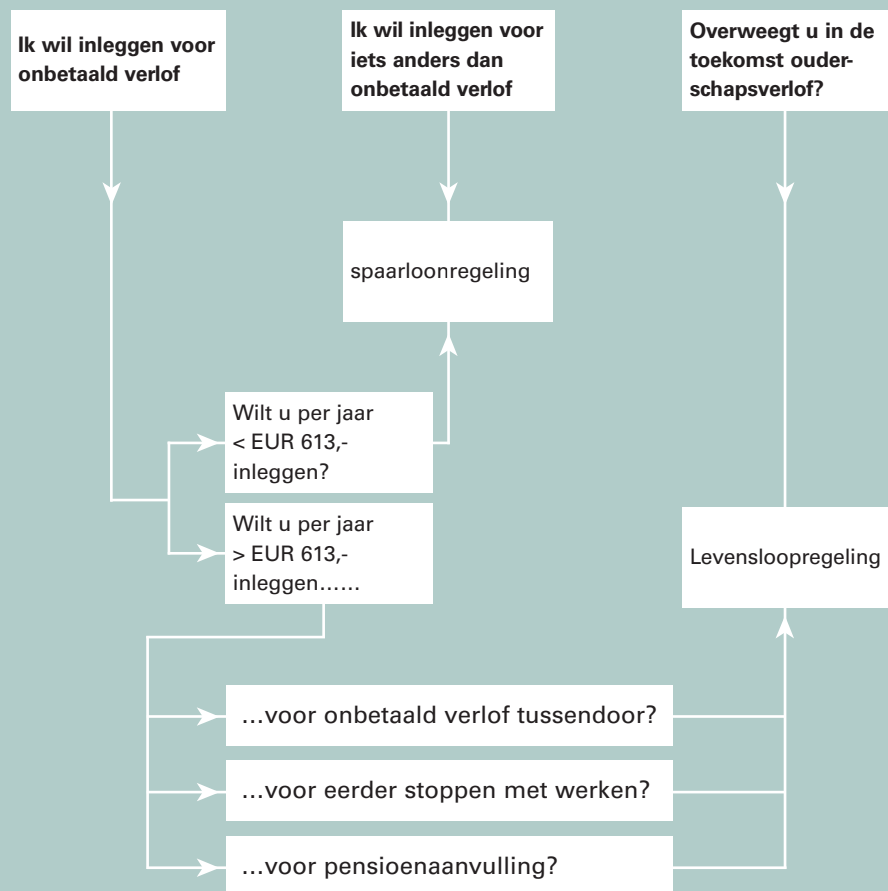 Ik wil inleggen voor
onbetaald verlof
Ik wil inleggen voor
iets anders dan
onbetaald verlof
Overweegt u in de
toekomst ouder-
schapsverlof?
spaarloonregeling
Wilt u per jaar
< EUR 613,-
inleggen?
Wilt u per jaar
> EUR 613,-
inleggen......
Levensloopregeling
...voor onbetaald verlof tussendoor?
...voor eerder stoppen met werken?
...voor pensioenaanvulling?